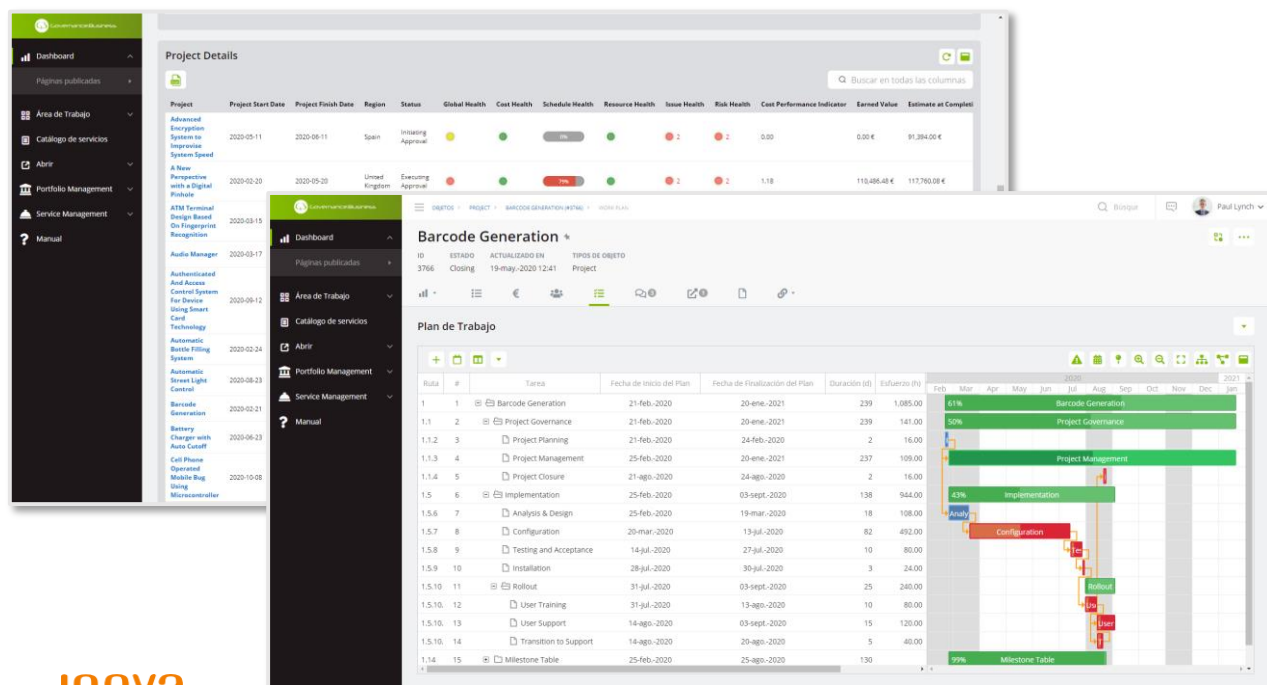 GovernanceBusiness
Dashboard
Páginas publicadas
Área de Trabajo
Catálogo de servicios
Abrir
Portfolio Management
Service Management
Manual
Project Details
Buscar en todas las columnas
Project Project Start Date Project Finish Date Region Status Global Health Cost Health Schedule Health Resource Health Issue Health Risk Health Cost Performance Indicator Earned Value Estimate at Completi
Advanced
Encryption
System to
Improvise
System Speed
2020-05-11 2020-06-11 Spain Initiating
Approval
0% 2 2 0.00 0.00 € 91,394.00 €
A New
Perspective
with a Digital
Pinhole
2020-02-20 2020-05-20 United
Kingdom
Executing
Approval
79% 2 2 1.18 110,486.48 € 117,760.08 €
ATM Terminal
Design Based
On Fingerprint
Recognition
2020-03-15
Audio Manager 2020-03-17
Authenticated
And Access
Control System
For Device
Using Smart
Card
Technology
2020-09-12
Automatic
Bottle Filling
System
2020-02-24
Automatic
Street Light
Control
2020-08-23
Barcode
Generation
2020-02-21
Battery
Charger with
Auto Cutoff
2020-06-23
Cell Phone
Operated
Mobile Bug
Using
Microcontroller
2020-10-08
GovernanceBusiness
Dashboard
Páginas publicadas
Área de Trabajo
Catálogo de servicios
Abrir
Portfolio Management
Service Management
Manual
OBJETOS PROJECT BARCODE GENERATION (#3766) WORK PLAN
Busque
Paul Lynch
Barcode Generation
ID ESTADO ACTUALIZADO EN TIPOS DE OBJETO
3766 Closing 19-may.-2020 12:41 Project
€ 0 0
Plan de Trabajo
Ruta # Tarea Fecha de Inicio del Plan Fecha de Finalización del Plan Duración (d) Esfuerzo (h)
2020 2021
Feb Mar Apr May Jun Jul Aug Sep Oct Nov Dec Jan
1 1 Barcode Generation 21-feb.-2020 20-ene.-2021 239 1,085.00 61% Barcode Generation
1.1 2 Project Governance 21-feb.-2020 20-ene.-2021 239 141.00 50% Project Governance
1.1.2 3 Project Planning 21-feb.-2020 24-feb.-2020 2 16.00
1.1.3 4 Project Management 25-feb.-2020 20-ene.-2021 237 109.00 Project Management
1.1.4 5 Project Closure 21-ago.-2020 24-ago.-2020 2 16.00
1.5 6 Implementation 25-feb.-2020 03-sept.-2020 138 944.00 43% Implementation
1.5.6 7 Analysis & Design 25-feb.-2020 19-mar.-2020 18 108.00 Analy
1.5.7 8 Configuration 20-mar.-2020 13-jul.-2020 82 492.00 Configuration
1.5.8 9 Testing and Acceptance 14-jul.-2020 27-jul.-2020 10 80.00 Tes
1.5.9 10 Installation 28-jul.-2020 30-jul.-2020 3 24.00
1.5.10 11 Rollout 31-jul.-2020 03-sept.-2020 25 240.00 Rollout
1.5.10. 12 User Training 31-jul.-2020 13-ago.-2020 10 80.00 Us
1.5.10. 13 User Support 14-ago.-2020 03-sept.-2020 15 120.00 User
1.5.10. 14 Transition to Support 14-ago.-2020 20-ago.-2020 5 40.00 T
1.14 15 Milestone Table 25-feb.-2020 25-ago.-2020 130 99% Milestone Table